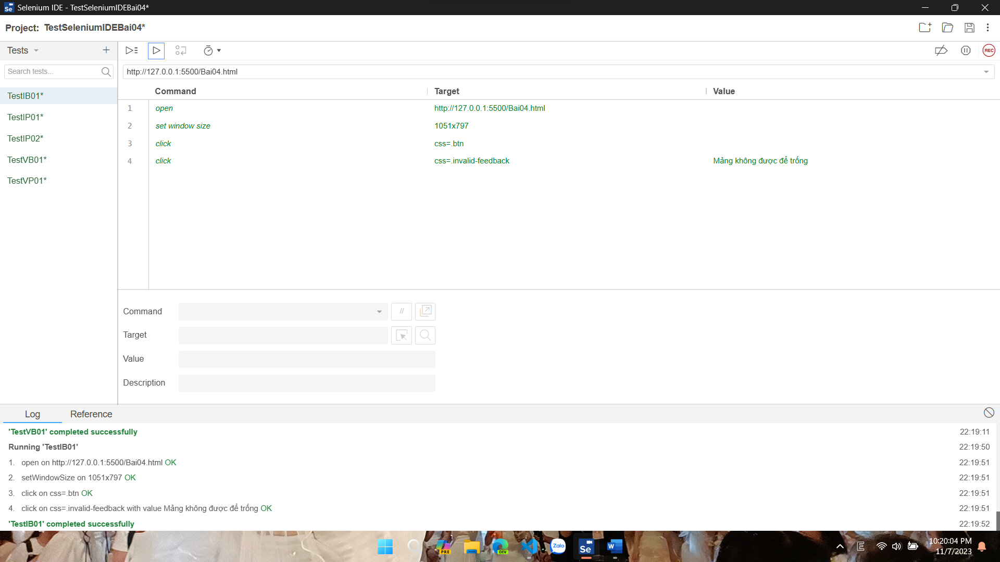 Selenium IDE - TestSeleniumIDEBai04*
Project: TestSeleniumIDEBai04*
Tests
Search tests...
REC
http://127.0.0.1:5500/Bai04.html
TestIB01*
TestIP01*
TestIP02*
TestVB01*
TestVP01*
Command Target Value
1 open http://127.0.0.1:5500/Bai04.html
2 set window size 1051x797
3 click css=.btn
4 click css=.invalid-feedback Mảng không được để trống
Command //
Target
Value
Description
Log Reference
'TestVB01' completed successfully 22:19:11
Running 'TestIB01' 22:19:50
1. open on http://127.0.0.1:5500/Bai04.html OK 22:19:51
2. setWindowSize on 1051x797 OK 22:19:51
3. click on css=.btn OK 22:19:51
4. click on css=.invalid-feedback with value Mảng không được để trống OK 22:19:51
'TestIB01' completed successfully 22:19:52
PRE DEV Zalo Se W E 10:20:04 PM
11/7/2023